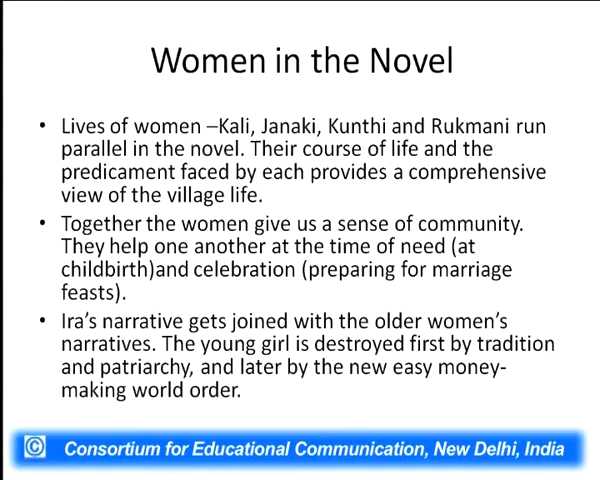 Women in the Novel
• Lives of women –Kali, Janaki, Kunthi and Rukmani run
parallel in the novel. Their course of life and the
predicament faced by each provides a comprehensive
view of the village life.
• Together the women give us a sense of community.
They help one another at the time of need (at
childbirth)and celebration (preparing for marriage
feasts).
• Ira's narrative gets joined with the older women's
narratives. The young girl is destroyed first by tradition
and patriarchy, and later by the new easy money-
making world order.
© Consortium for Educational Communication, New Delhi, India